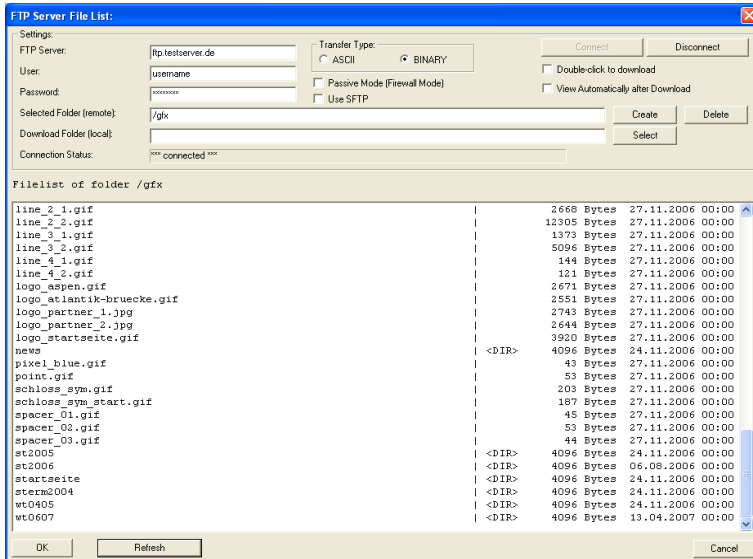 FTP Server File List:
Settings:
FTP Server: ftp.testserver.de
User: username
Password: xxxxxxxx
Transfer Type:
ASCII BINARY
Passive Mode (Firewall Mode)
Use SFTP
Connect Disconnect
Double-click to download
View Automatically after Download
Selected Folder (remote): /gfx Create Delete
Download Folder (local): Select
Connection Status: *** connected ***
Filelist of folder /gfx
line_2_1.gif | 2668 Bytes 27.11.2006 00:00
line_2_2.gif | 12305 Bytes 27.11.2006 00:00
line_3_1.gif | 1373 Bytes 27.11.2006 00:00
line_3_2.gif | 5096 Bytes 27.11.2006 00:00
line_4_1.gif | 144 Bytes 27.11.2006 00:00
line_4_2.gif | 121 Bytes 27.11.2006 00:00
logo_aspen.gif | 2671 Bytes 27.11.2006 00:00
logo_atlantik-bruecke.gif | 2551 Bytes 27.11.2006 00:00
logo_partner_1.jpg | 2743 Bytes 27.11.2006 00:00
logo_partner_2.jpg | 2644 Bytes 27.11.2006 00:00
logo_startseite.gif | 3920 Bytes 27.11.2006 00:00
news | <DIR> 4096 Bytes 24.11.2006 00:00
pixel_blue.gif | 43 Bytes 27.11.2006 00:00
point.gif | 53 Bytes 27.11.2006 00:00
schloss_sym.gif | 203 Bytes 27.11.2006 00:00
schloss_sym_start.gif | 187 Bytes 27.11.2006 00:00
spacer_01.gif | 45 Bytes 27.11.2006 00:00
spacer_02.gif | 53 Bytes 27.11.2006 00:00
spacer_03.gif | 44 Bytes 27.11.2006 00:00
st2005 | <DIR> 4096 Bytes 24.11.2006 00:00
st2006 | <DIR> 4096 Bytes 06.08.2006 00:00
startseite | <DIR> 4096 Bytes 24.11.2006 00:00
sterm2004 | <DIR> 4096 Bytes 24.11.2006 00:00
wt0405 | <DIR> 4096 Bytes 24.11.2006 00:00
wt0607 | <DIR> 4096 Bytes 13.04.2007 00:00
OK Refresh Cancel